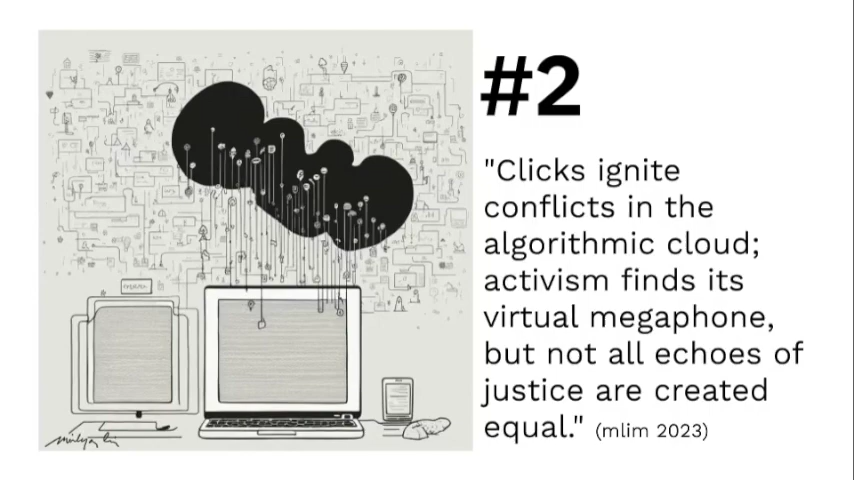 #2
"Clicks ignite
conflicts in the
algorithmic cloud;
activism finds its
virtual megaphone,
but not all echoes of
justice are created
equal." (mlim 2023)